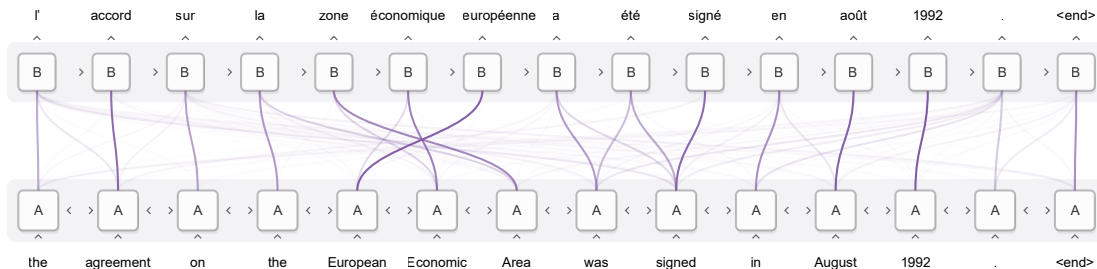 l' accord sur la zone économique européenne a été signé en août 1992 . <end>
B B B B B B B B B B B B B B B
A A A A A A A A A A A A A A
the agreement on the European Economic Area was signed in August 1992 . <end>